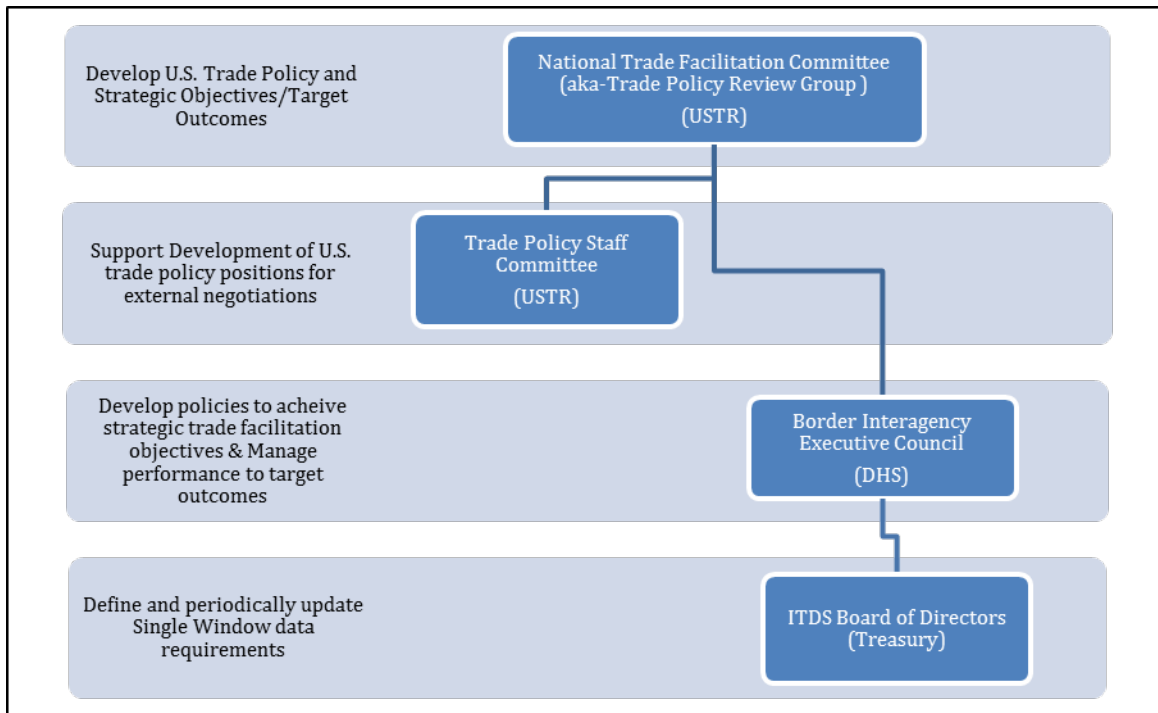 Develop U.S. Trade Policy and
Strategic Objectives/Target
Outcomes
National Trade Facilitation Committee
(aka-Trade Policy Review Group )
(USTR)
Support Development of U.S.
trade policy positions for
external negotiations
Trade Policy Staff
Committee
(USTR)
Develop policies to acheive
strategic trade facilitation
objectives & Manage
performance to target
outcomes
Border Interagency
Executive Council
(DHS)
Define and periodically update
Single Window data
requirements
ITDS Board of Directors
(Treasury)